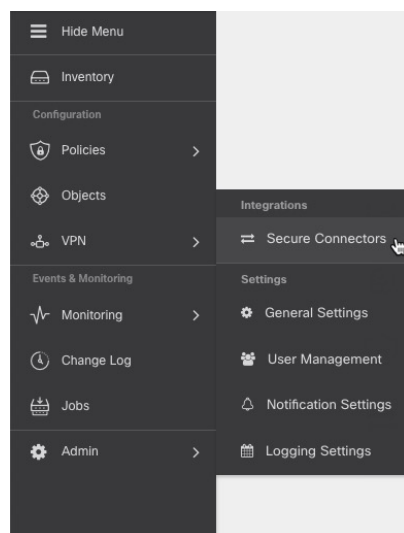 Hide Menu
Inventory
Configuration
Policies
Objects
VPN
Events & Monitoring
Monitoring
Change Log
Jobs
Admin
Integrations
Secure Connectors
Settings
General Settings
User Management
Notification Settings
Logging Settings